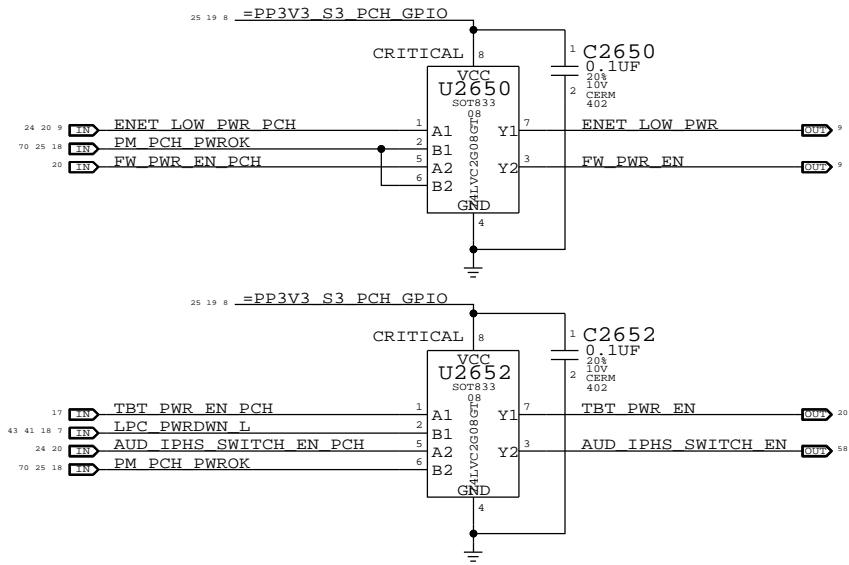 25 19 8 =PP3V3_S3_PCH_GPIO
CRITICAL 8
1 C2650
0.1UF
20%
10V
2 CERM
402
VCC
U2650
SOT833
08
74LVC2G08GT
24 20 9 IN ENET_LOW_PWR_PCH 1 A1 Y1 7 ENET_LOW_PWR OUT 9
70 25 18 IN PM_PCH_PWROK 2 B1
20 IN FW_PWR_EN_PCH 5 A2 Y2 3 FW_PWR_EN OUT 9
6 B2
GND
4
25 19 8 =PP3V3_S3_PCH_GPIO
CRITICAL 8
1 C2652
0.1UF
20%
10V
2 CERM
402
VCC
U2652
SOT833
08
74LVC2G08GT
17 IN TBT_PWR_EN_PCH 1 A1 Y1 7 TBT_PWR_EN OUT 20
43 41 18 7 IN LPC_PWRDWN_L 2 B1
24 20 IN AUD_IPHS_SWITCH_EN_PCH 5 A2 Y2 3 AUD_IPHS_SWITCH_EN OUT 58
70 25 18 IN PM_PCH_PWROK 6 B2
GND
4